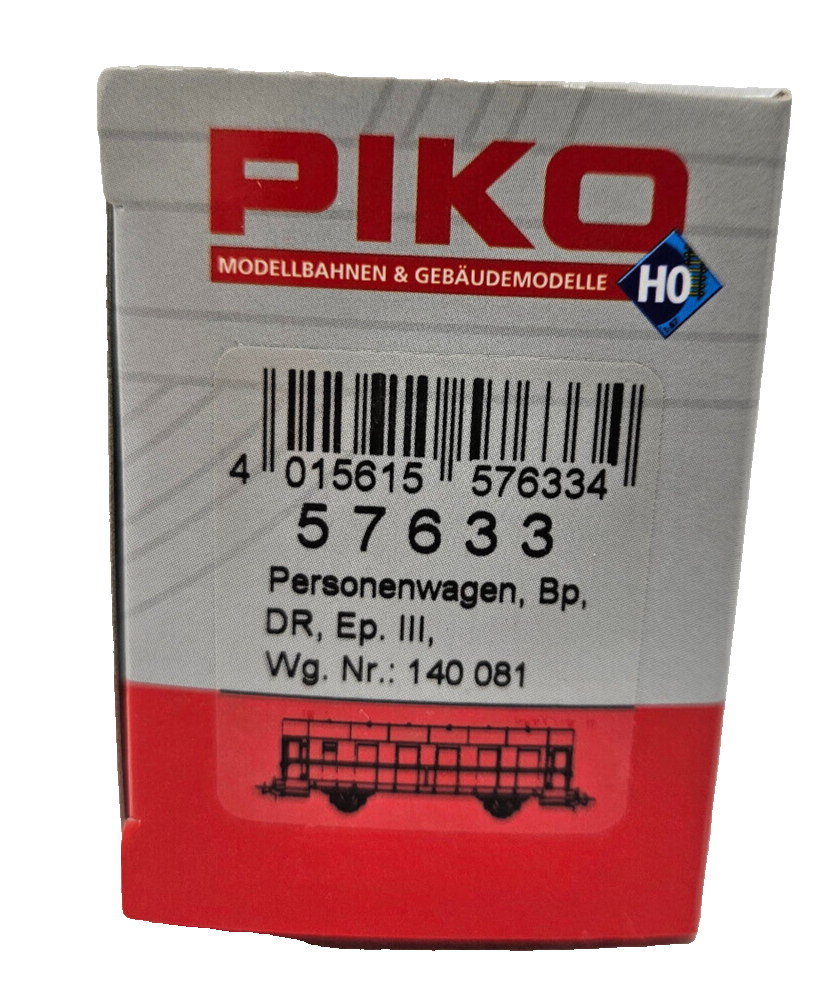 PIKO
MODELLBAHNEN & GEBÄUDEMODELLE
H0
4 015615 576334
57633
Personenwagen, Bp,
DR, Ep. III,
Wg. Nr.: 140 081